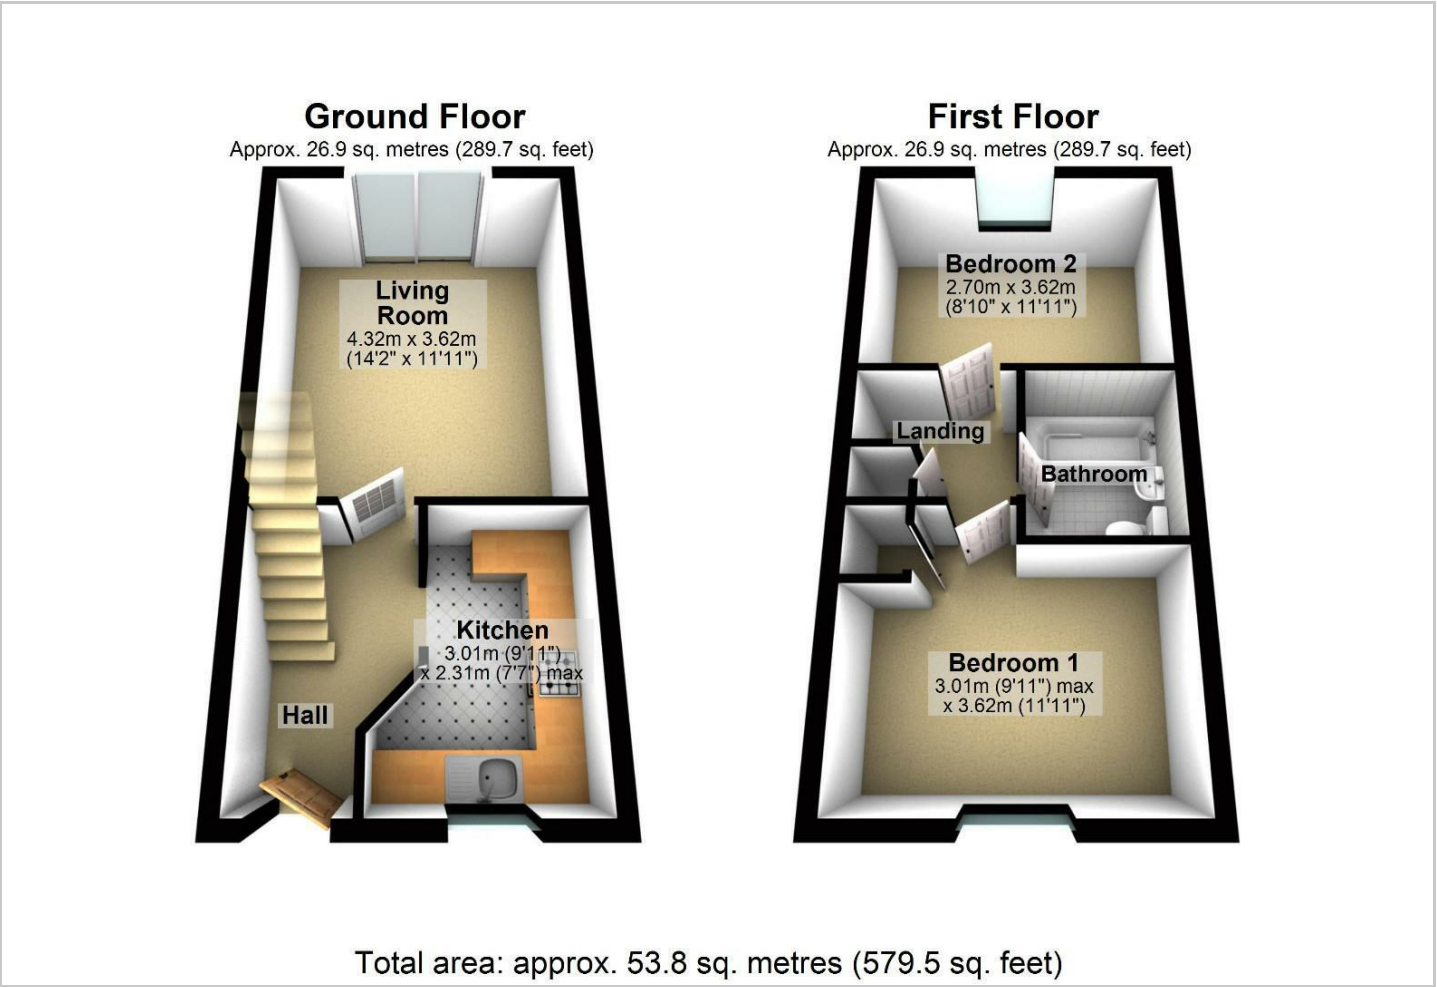 Ground Floor
Approx. 26.9 sq. metres (289.7 sq. feet)
Living
Room
4.32m x 3.62m
(14'2" x 11'11")
Kitchen
3.01m (9'11")
x 2.31m (7'7") max
Hall
First Floor
Approx. 26.9 sq. metres (289.7 sq. feet)
Bedroom 2
2.70m x 3.62m
(8'10" x 11'11")
Landing
Bathroom
Bedroom 1
3.01m (9'11") max
x 3.62m (11'11")
Total area: approx. 53.8 sq. metres (579.5 sq. feet)